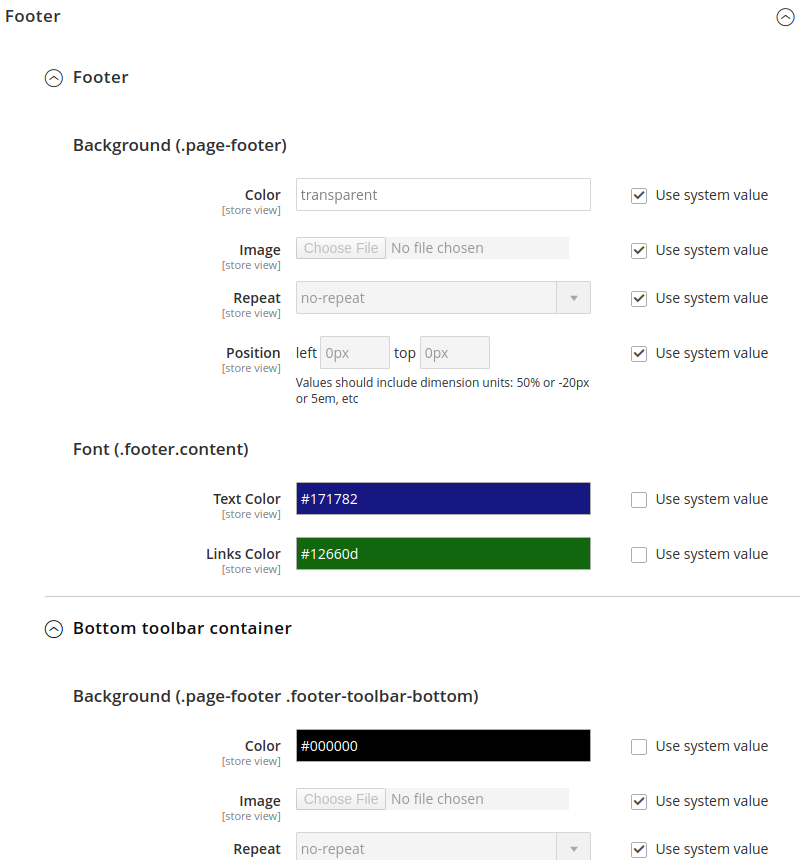 Footer
Footer
Background (.page-footer)
Color transparent Use system value
[store view]
Image Choose File No file chosen Use system value
[store view]
Repeat no-repeat Use system value
[store view]
Position left 0px top 0px Use system value
[store view]
Values should include dimension units: 50% or -20px
or 5em, etc
Font (.footer.content)
Text Color #171782 Use system value
[store view]
Links Color #12660d Use system value
[store view]
Bottom toolbar container
Background (.page-footer .footer-toolbar-bottom)
Color #000000 Use system value
[store view]
Image Choose File No file chosen Use system value
[store view]
Repeat no-repeat Use system value